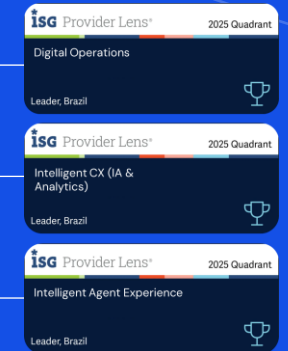 ISG Provider Lens®
2025 Quadrant
Digital Operations
Leader, Brazil
ISG Provider Lens®
2025 Quadrant
Intelligent CX (IA &
Analytics)
Leader, Brazil
ISG Provider Lens®
2025 Quadrant
Intelligent Agent Experience
Leader, Brazil